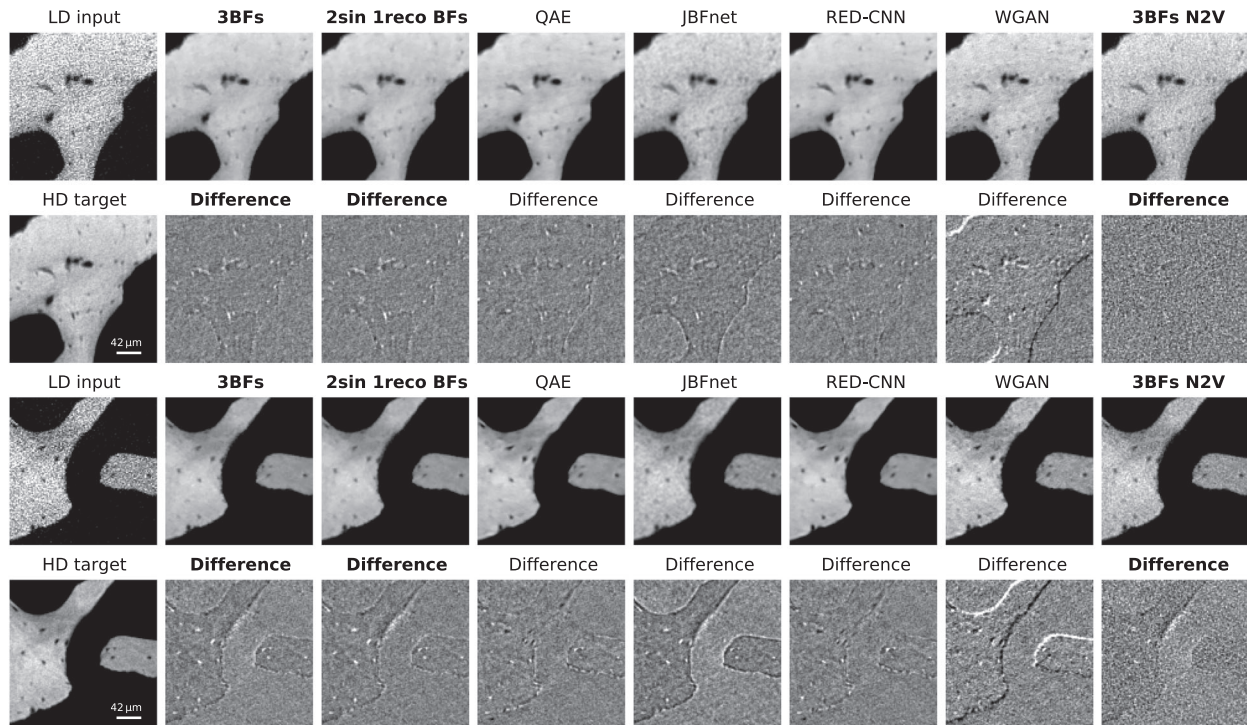 LD input 3BFs 2sin 1reco BFs QAE JBFnet RED-CNN WGAN 3BFs N2V
HD target Difference Difference Difference Difference Difference Difference Difference
42 µm
LD input 3BFs 2sin 1reco BFs QAE JBFnet RED-CNN WGAN 3BFs N2V
HD target Difference Difference Difference Difference Difference Difference Difference
42 µm